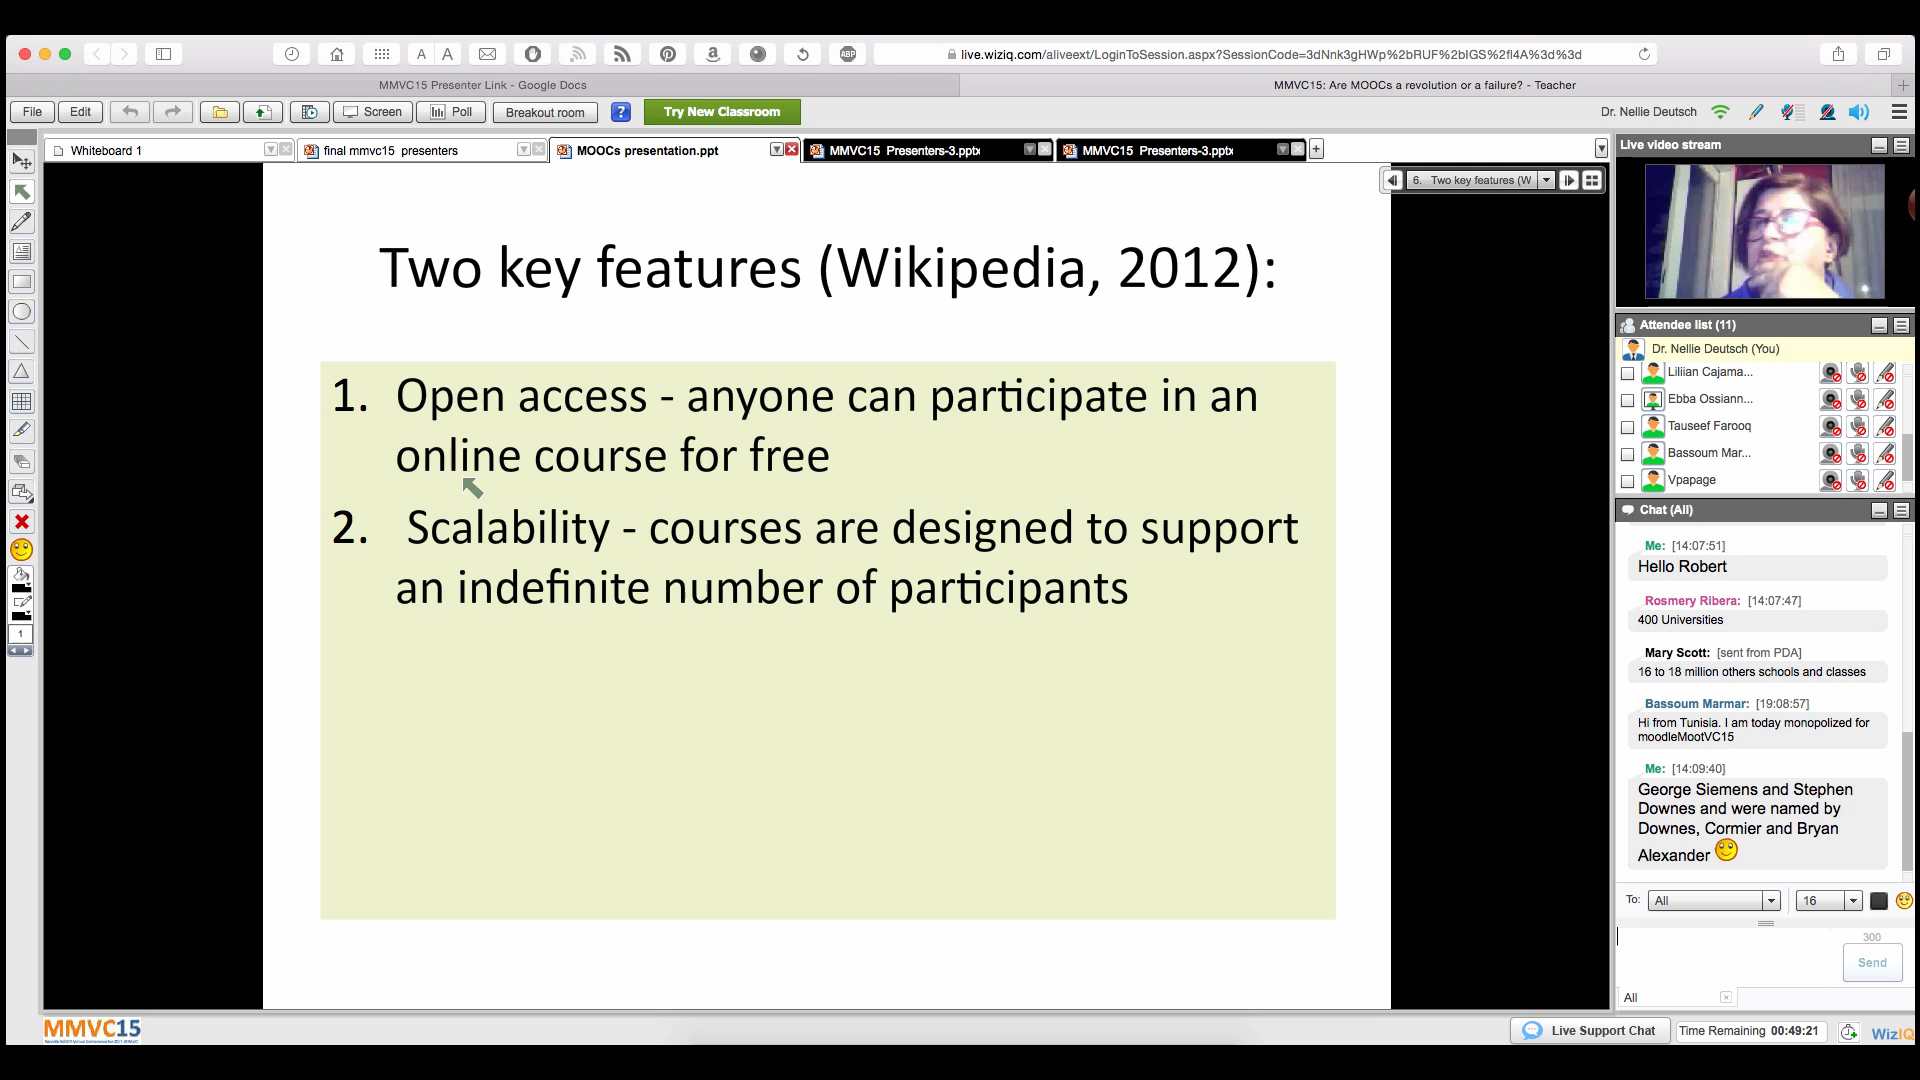 live.wiziq.com/aliveext/LoginToSession.aspx?SessionCode=3dNnk3gHWp%2bRUF%2bIGS%2fl4A%3d%3d
MMVC15 Presenter Link - Google Docs
MMVC15: Are MOOCs a revolution or a failure? - Teacher
File Edit Screen Poll Breakout room ? Try New Classroom
Dr. Nellie Deutsch
Whiteboard 1
final mmvc15 presenters
MOOCs presentation.ppt
MMVC15 Presenters-3.pptx
MMVC15 Presenters-3.pptx
6. Two key features (W
Two key features (Wikipedia, 2012):
1. Open access - anyone can participate in an
online course for free
2. Scalability - courses are designed to support
an indefinite number of participants
Live video stream
Attendee list (11)
Dr. Nellie Deutsch (You)
Lilian Cajama...
Ebba Ossiann...
Tauseef Farooq
Bassoum Mar...
Vpapage
Chat (All)
Me: [14:07:51]
Hello Robert
Rosmery Ribera: [14:07:47]
400 Universities
Mary Scott: [sent from PDA]
16 to 18 million others schools and classes
Bassoum Marmar: [19:08:57]
Hi from Tunisia. I am today monopolized for
moodleMootVC15
Me: [14:09:40]
George Siemens and Stephen
Downes and were named by
Downes, Cormier and Bryan
Alexander
To: All 16
300
Send
All
1
MMVC15
Live Support Chat
Time Remaining 00:49:21
WizIQ